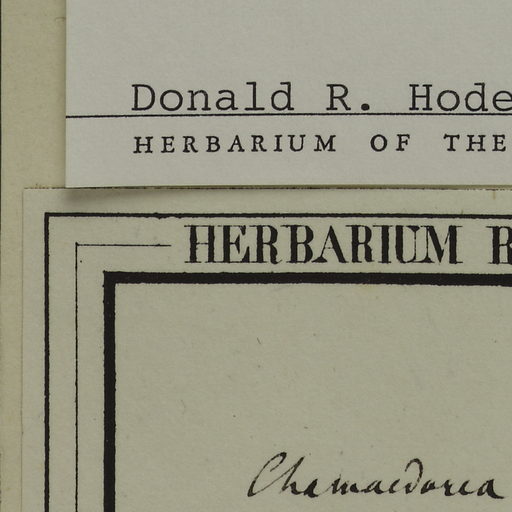 Donald R. Hode
HERBARIUM OF THE
HERBARIUM R
Chamaedorea